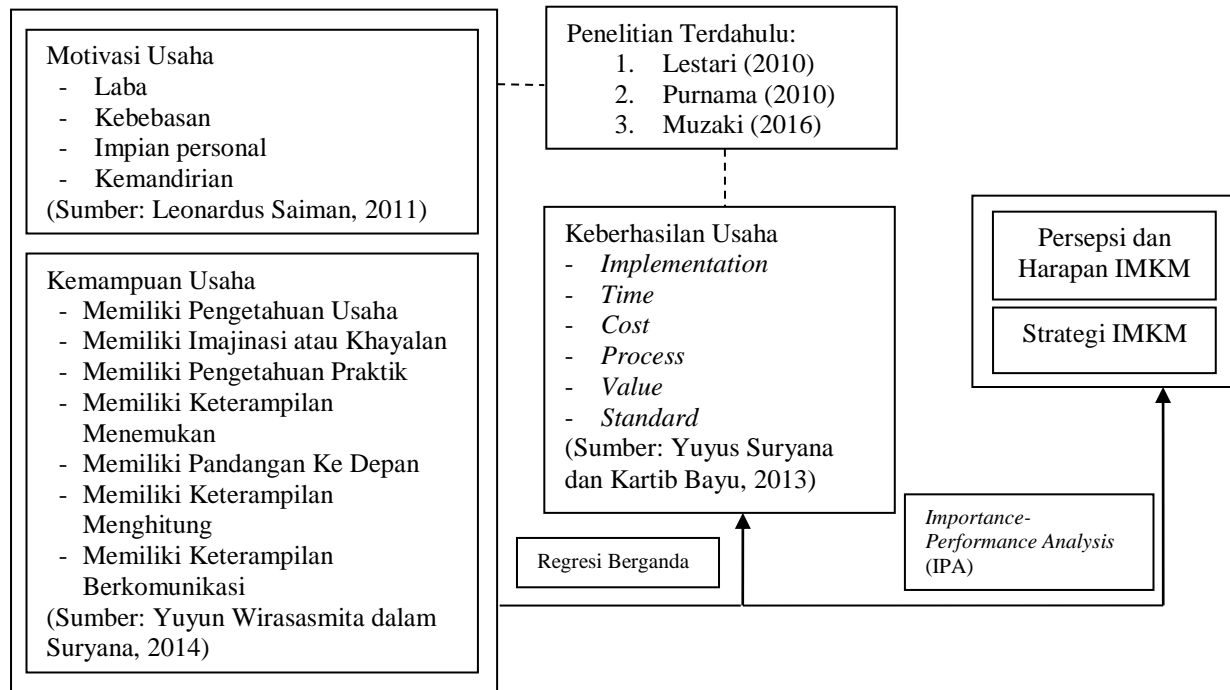 Motivasi Usaha
- Laba
- Kebebasan
- Impian personal
- Kemandirian
(Sumber: Leonardus Saiman, 2011)
Kemampuan Usaha
- Memiliki Pengetahuan Usaha
- Memiliki Imajinasi atau Khayalan
- Memiliki Pengetahuan Praktik
- Memiliki Keterampilan
Menemukan
- Memiliki Pandangan Ke Depan
- Memiliki Keterampilan
Menghitung
- Memiliki Keterampilan
Berkomunikasi
(Sumber: Yuyun Wirasasmita dalam
Suryana, 2014)
Penelitian Terdahulu:
1. Lestari (2010)
2. Purnama (2010)
3. Muzaki (2016)
Keberhasilan Usaha
- Implementation
- Time
- Cost
- Process
- Value
- Standard
(Sumber: Yuyus Suryana
dan Kartib Bayu, 2013)
Regresi Berganda
Persepsi dan
Harapan IMKM
Strategi IMKM
Importance-
Performance Analysis
(IPA)